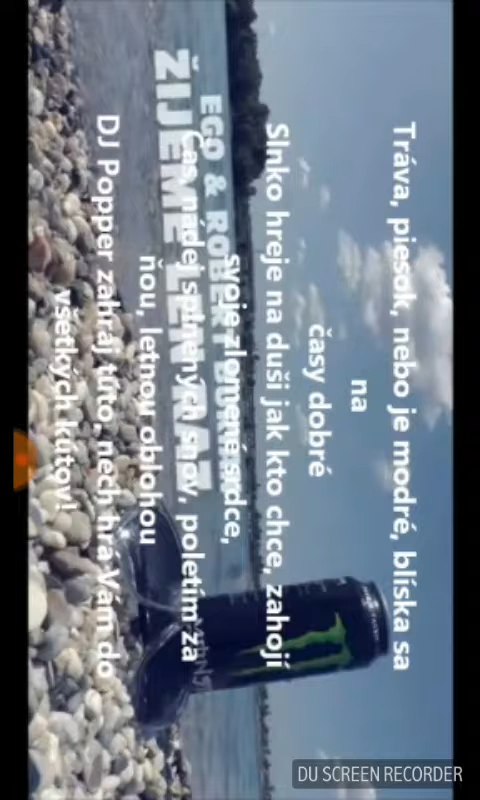 Tráva, piesok, nebo je modré, blíska sa
na
časy dobré
Slnko hreje na duši jak kto chce, zahojí
svoje zlomené srdce,
Čas nádej splnených snov, poletím za
ňou, letnou oblohou
DJ Popper zahraj túto, nech hrá Vám do
všetkých kútov!
EGO & ROBERT BURIAN
ŽIJEME LEN RAZ
DU SCREEN RECORDER